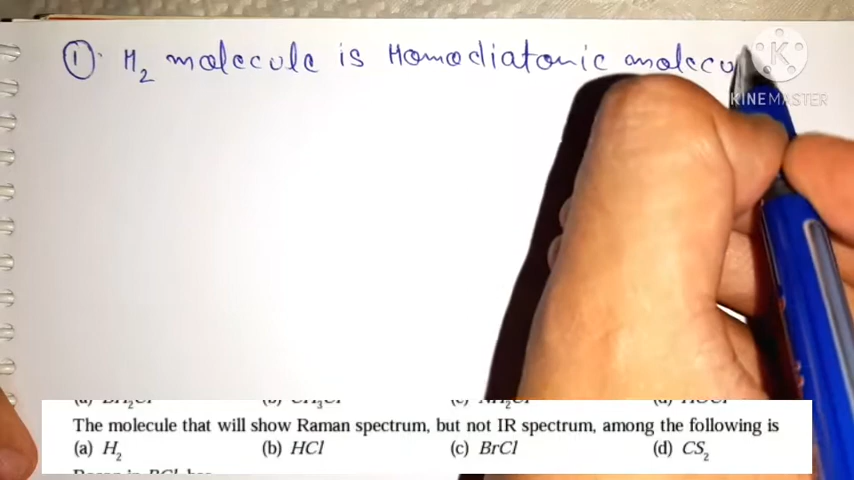 ① H₂ molecule is Homodiatomic molecu
K
KINEMASTER
The molecule that will show Raman spectrum, but not IR spectrum, among the following is
(a) H₂ (b) HCl (c) BrCl (d) CS₂